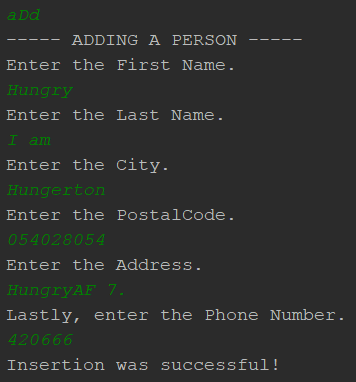 aDd
----- ADDING A PERSON -----
Enter the First Name.
Hungry
Enter the Last Name.
I am
Enter the City.
Hungerton
Enter the PostalCode.
054028054
Enter the Address.
HungryAF 7.
Lastly, enter the Phone Number.
420666
Insertion was successful!